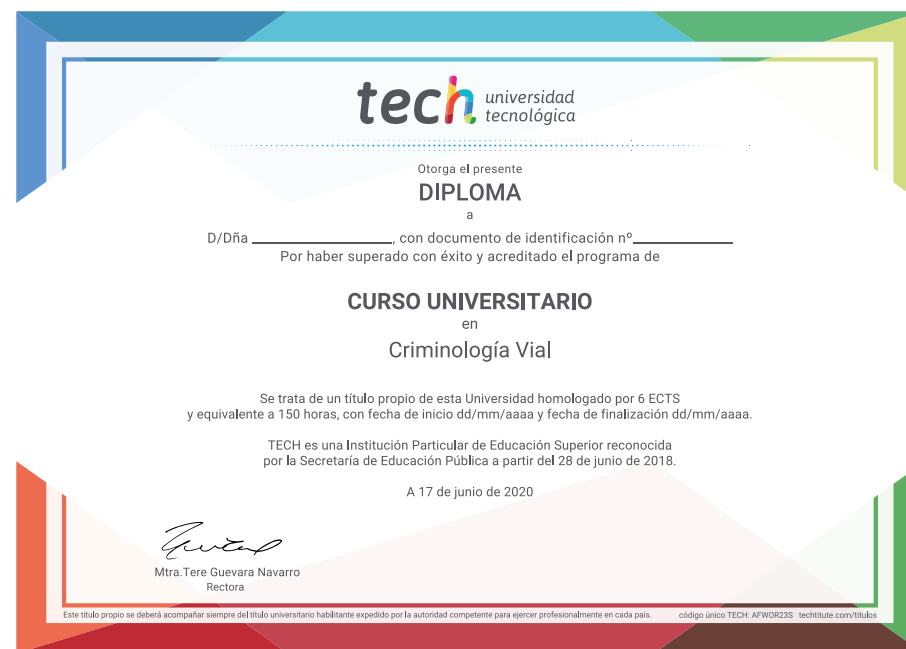 tech universidad
tecnológica
Otorga el presente
DIPLOMA
a
D/Dña ____________________, con documento de identificación nº______________
Por haber superado con éxito y acreditado el programa de
CURSO UNIVERSITARIO
en
Criminología Vial
Se trata de un título propio de esta Universidad homologado por 6 ECTS
y equivalente a 150 horas, con fecha de inicio dd/mm/aaaa y fecha de finalización dd/mm/aaaa.
TECH es una Institución Particular de Educación Superior reconocida
por la Secretaría de Educación Pública a partir del 28 de junio de 2018.
A 17 de junio de 2020
Mtra.Tere Guevara Navarro
Rectora
Este título propio se deberá acompañar siempre del título universitario habilitante expedido por la autoridad competente para ejercer profesionalmente en cada país. código único TECH: AFWOR23S techtitute.com/titulos